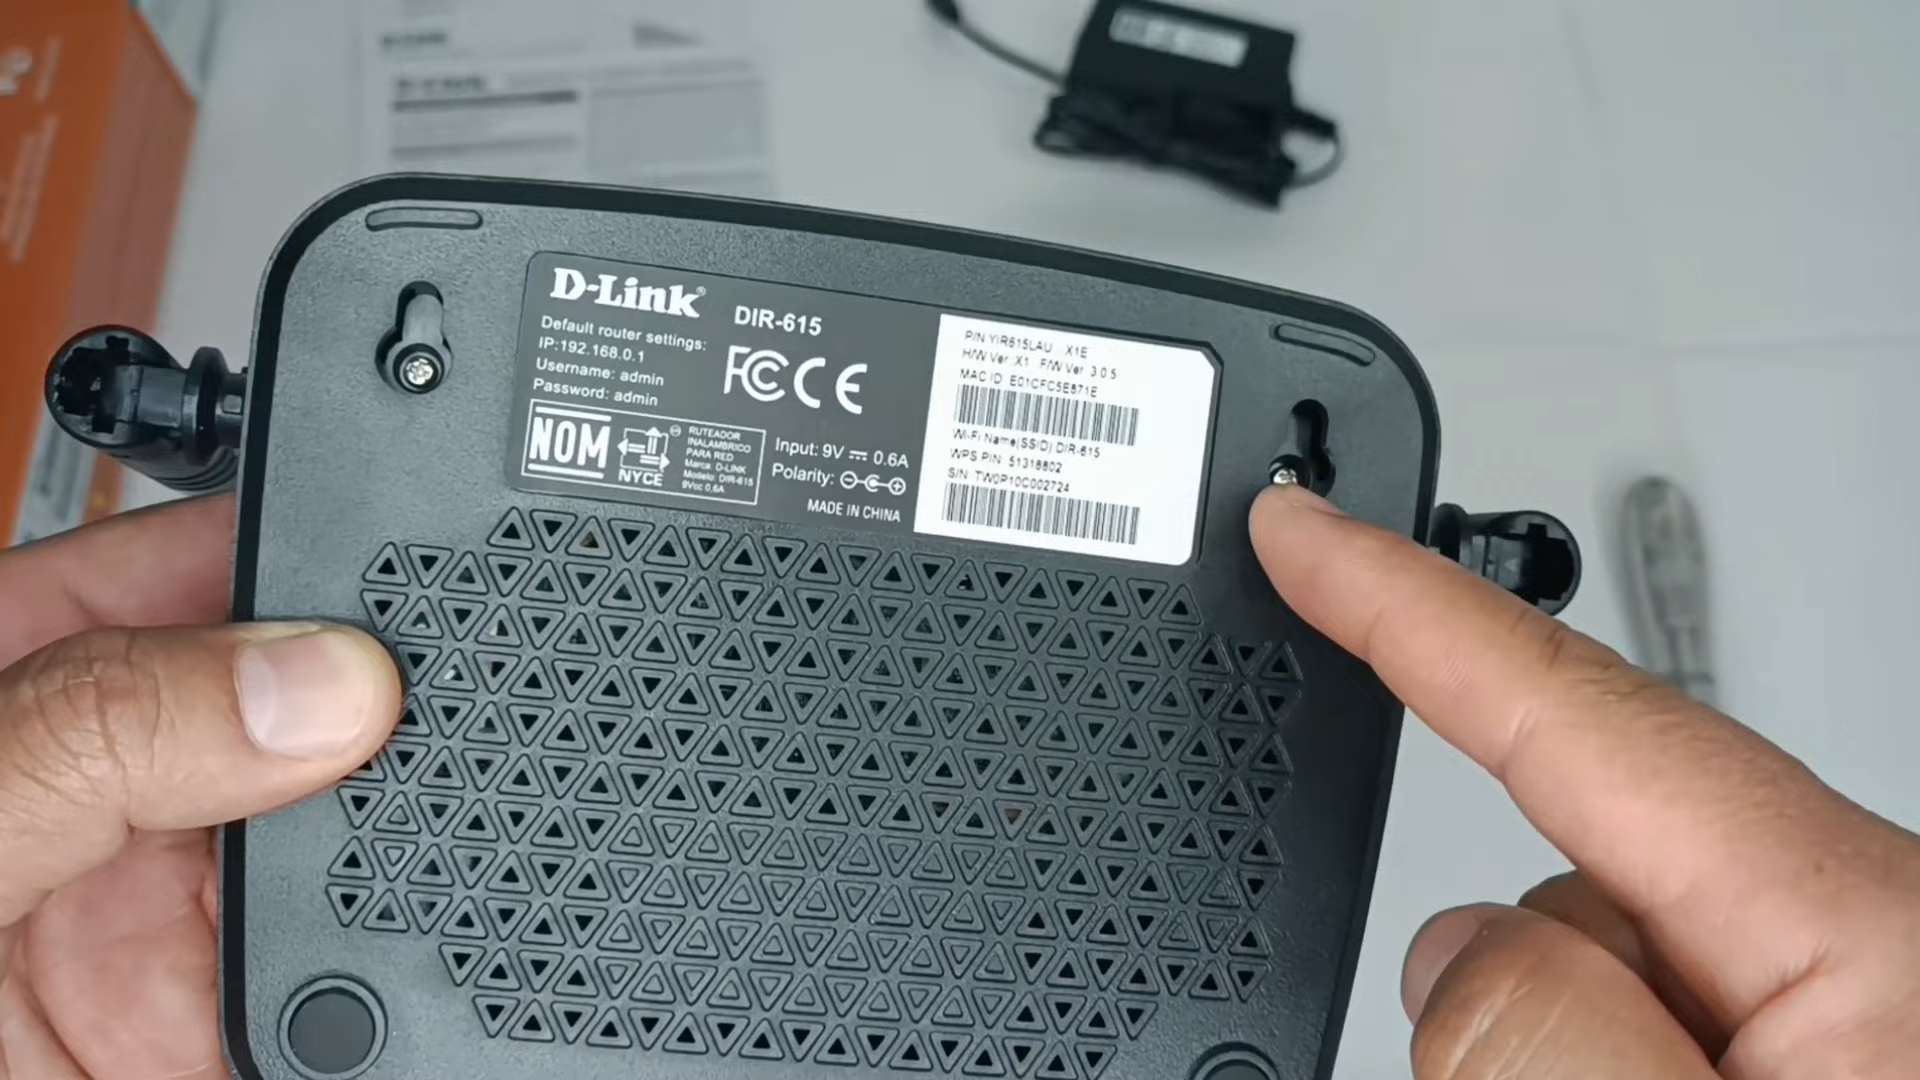 D-Link®
DIR-615
Default router settings:
IP:192.168.0.1
Username: admin
Password: admin
FCC CE
NOM
NYCE
RUTEADOR
INALAMBRICO
PARA RED
Marca: D-LINK
Modelo: DIR-615
9Vcc 0,6A
Input: 9V 0.6A
Polarity:
MADE IN CHINA
P/N YIR615LAU...X1E
H/W Ver.:X1 F/W Ver. 3.05
MAC ID E01CFC5E871E
Wi-Fi Name(SSID) DIR-615
WPS PIN 51318802
S/N: TW0P10C002724